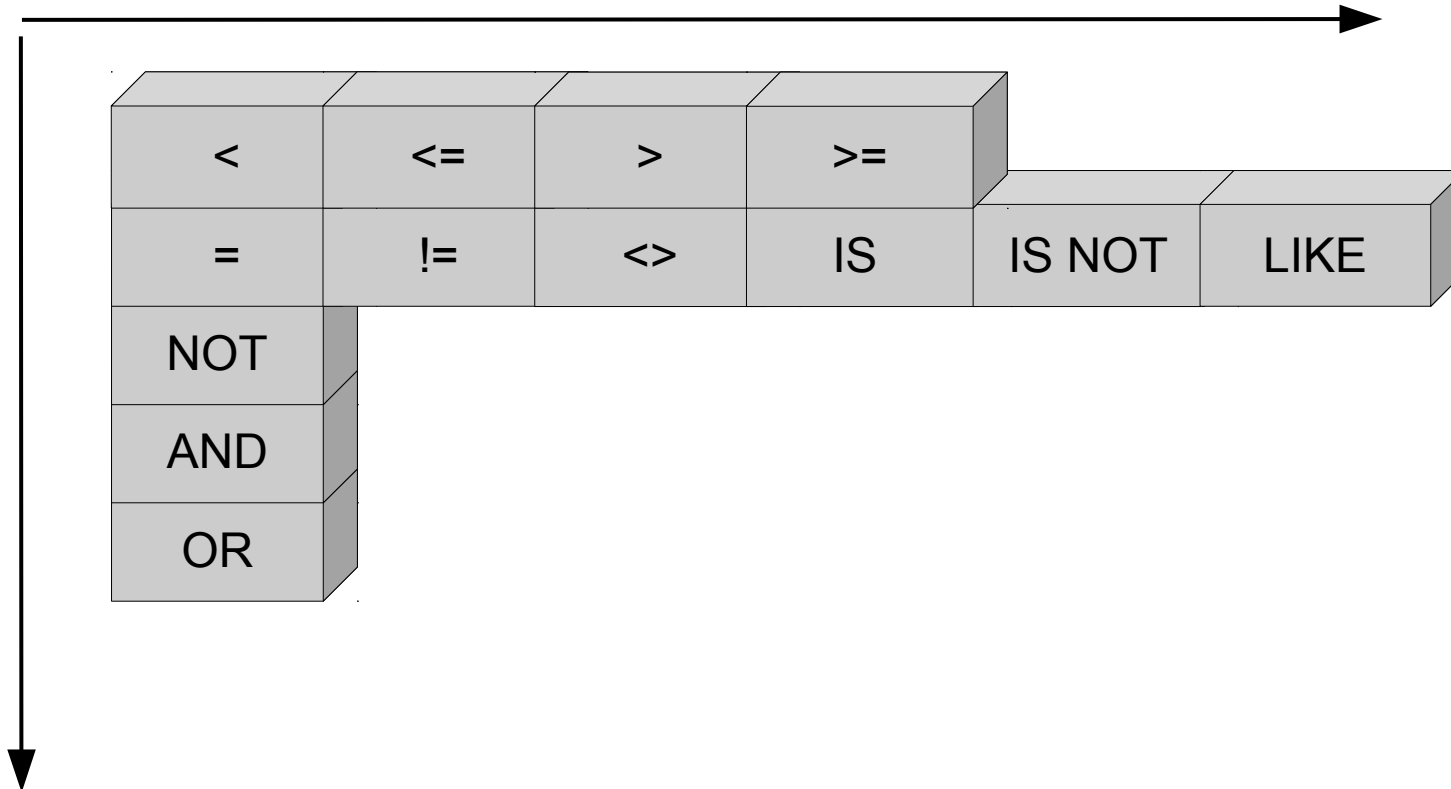 < <= > >=
= != <> IS IS NOT LIKE
NOT
AND
OR